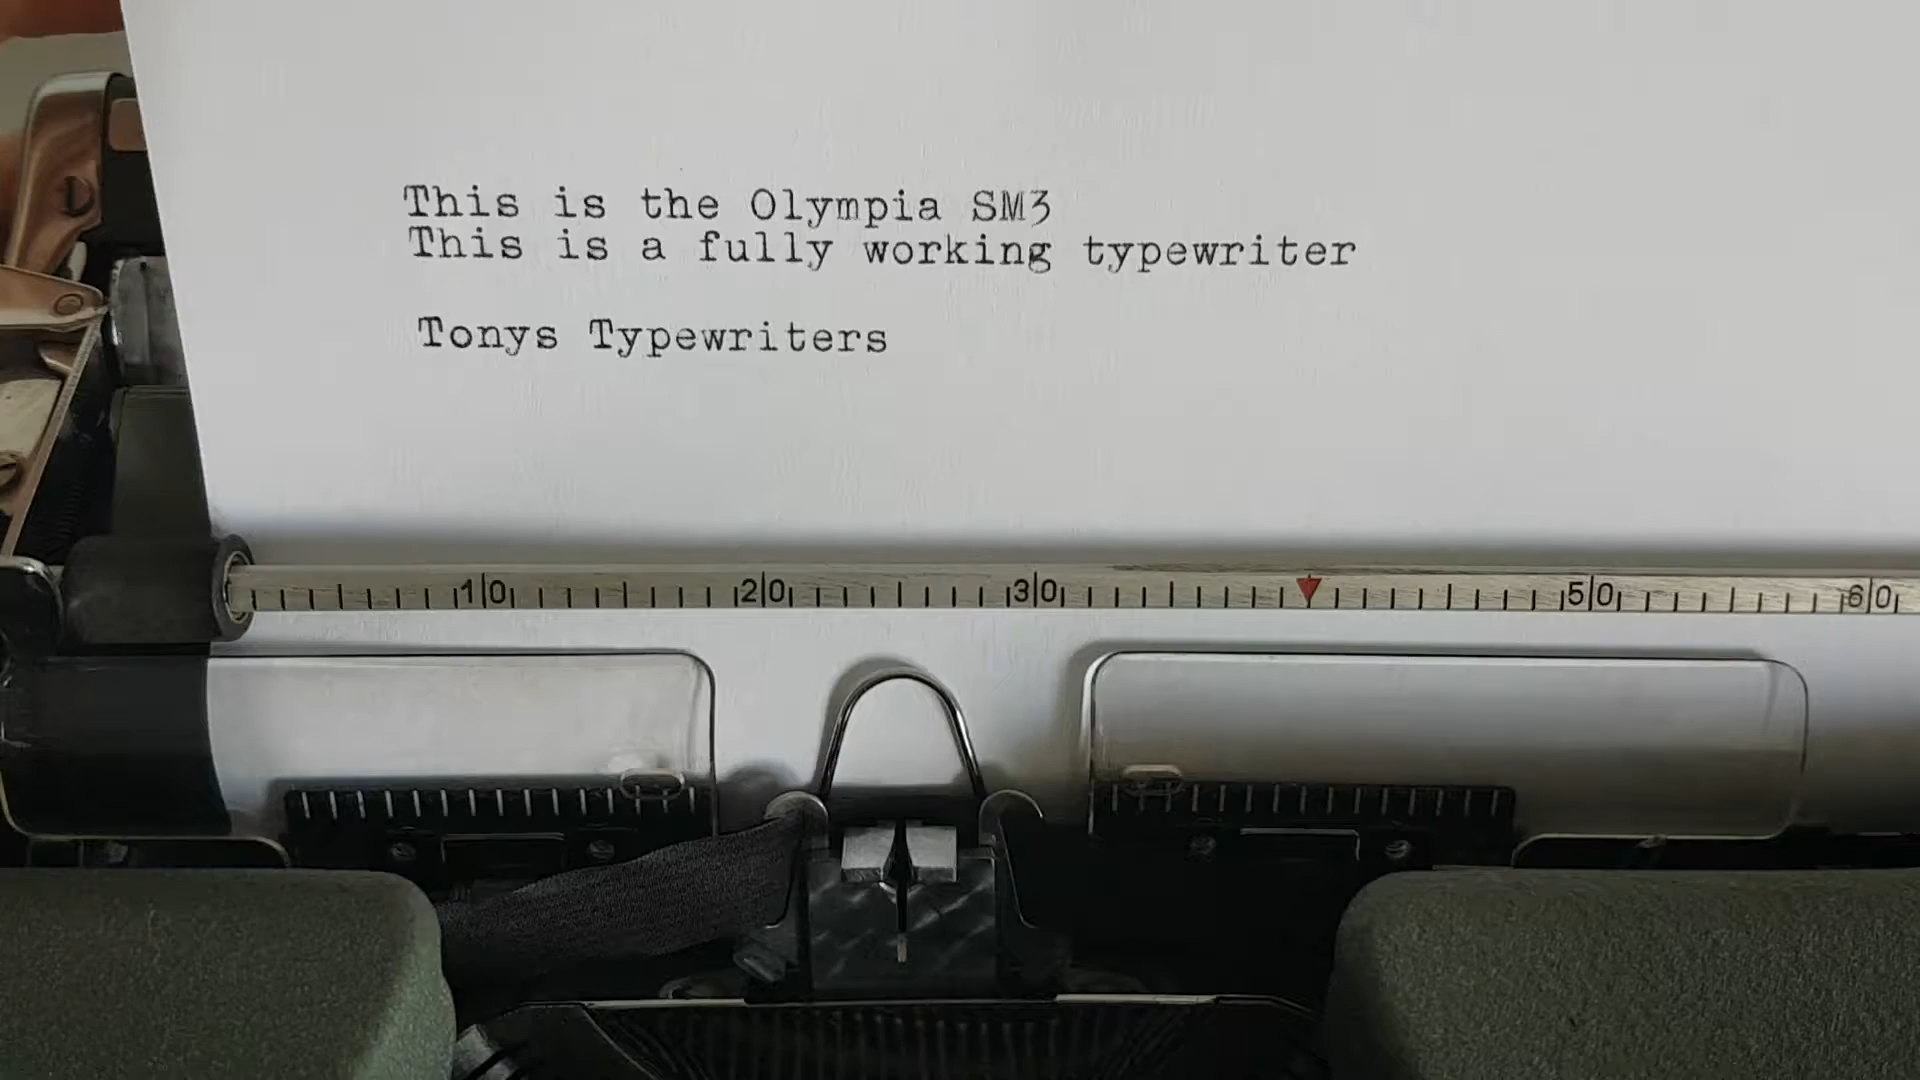 This is the Olympia SM3
This is a fully working typewriter
Tonys Typewriters
10 20 30 50 60